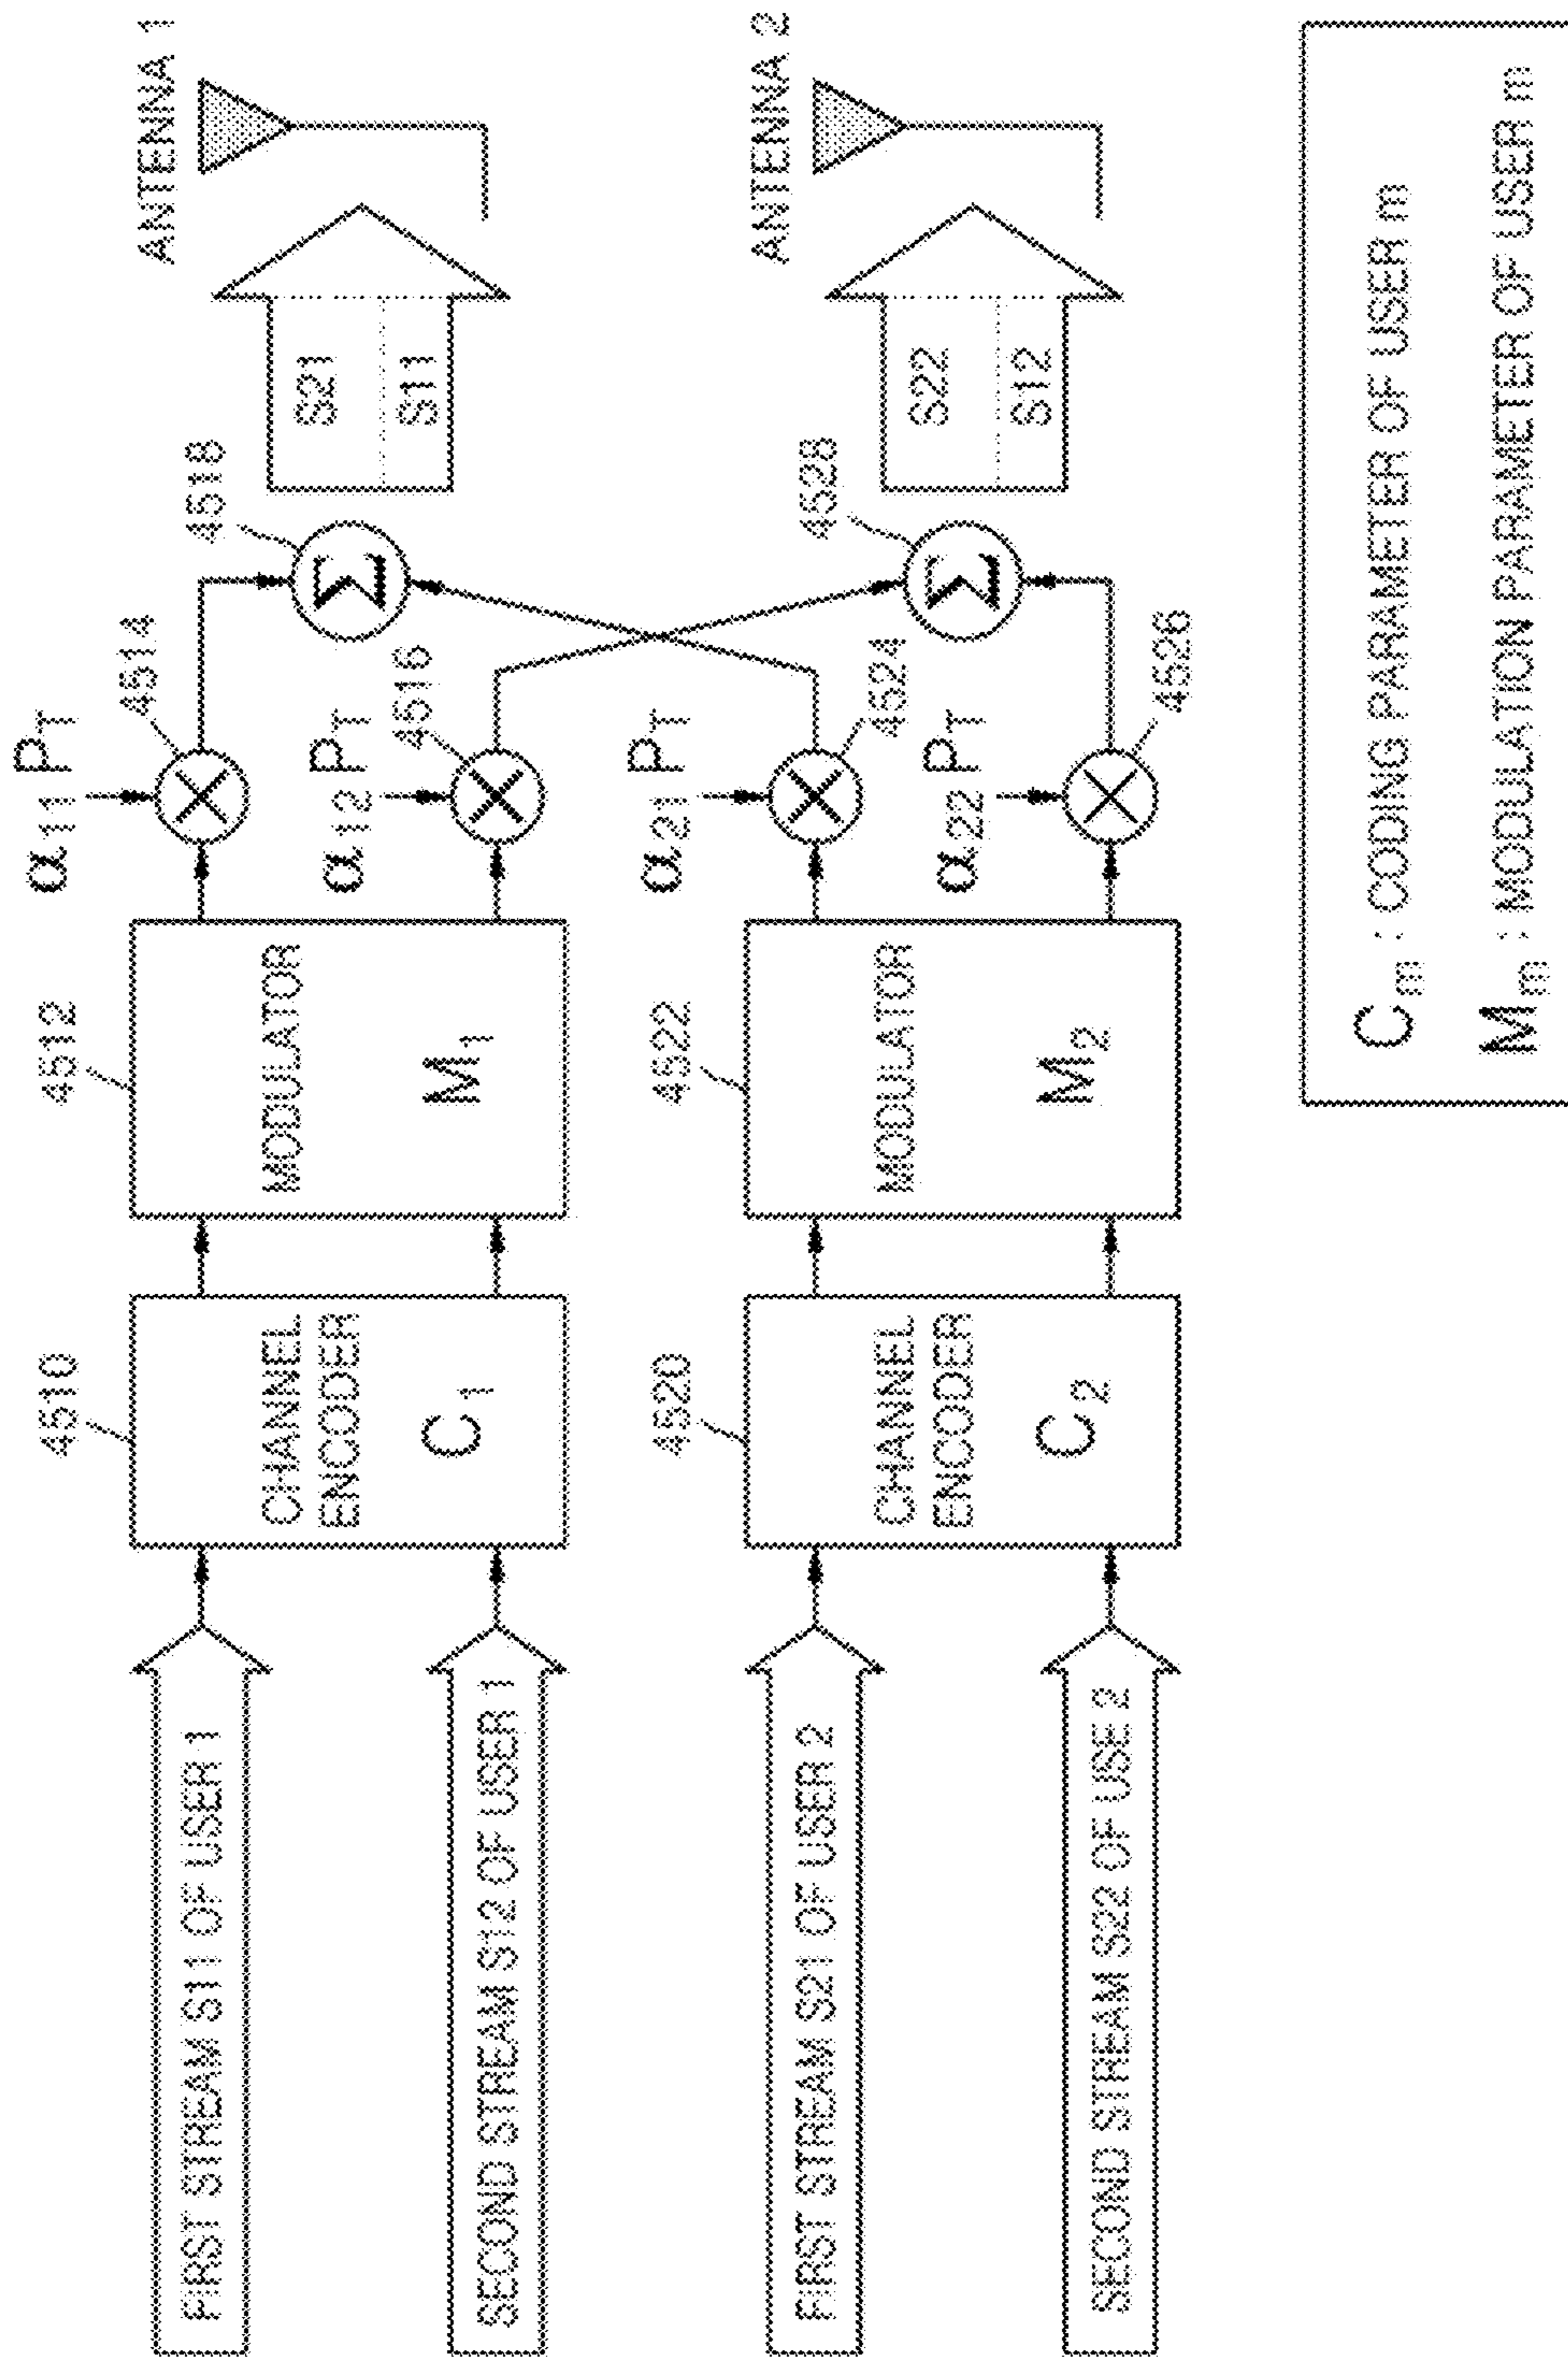 FIRST STREAM S11 OF USER 1
SECOND STREAM S12 OF USER 1
4510
CHANNEL
ENCODER
C1
4512
MODULATOR
M1
α11 PT
4514
α12 PT
4516
4518
Σ
S21
S11
ANTENNA 1
FIRST STREAM S21 OF USER 2
SECOND STREAM S22 OF USE 2
4520
CHANNEL
ENCODER
C2
4522
MODULATOR
M2
α21 PT
4524
α22 PT
4526
4528
Σ
S22
S12
ANTENNA 2
Cm : CODING PARAMETER OF USER m
Mm : MODULATION PARAMETER OF USER m